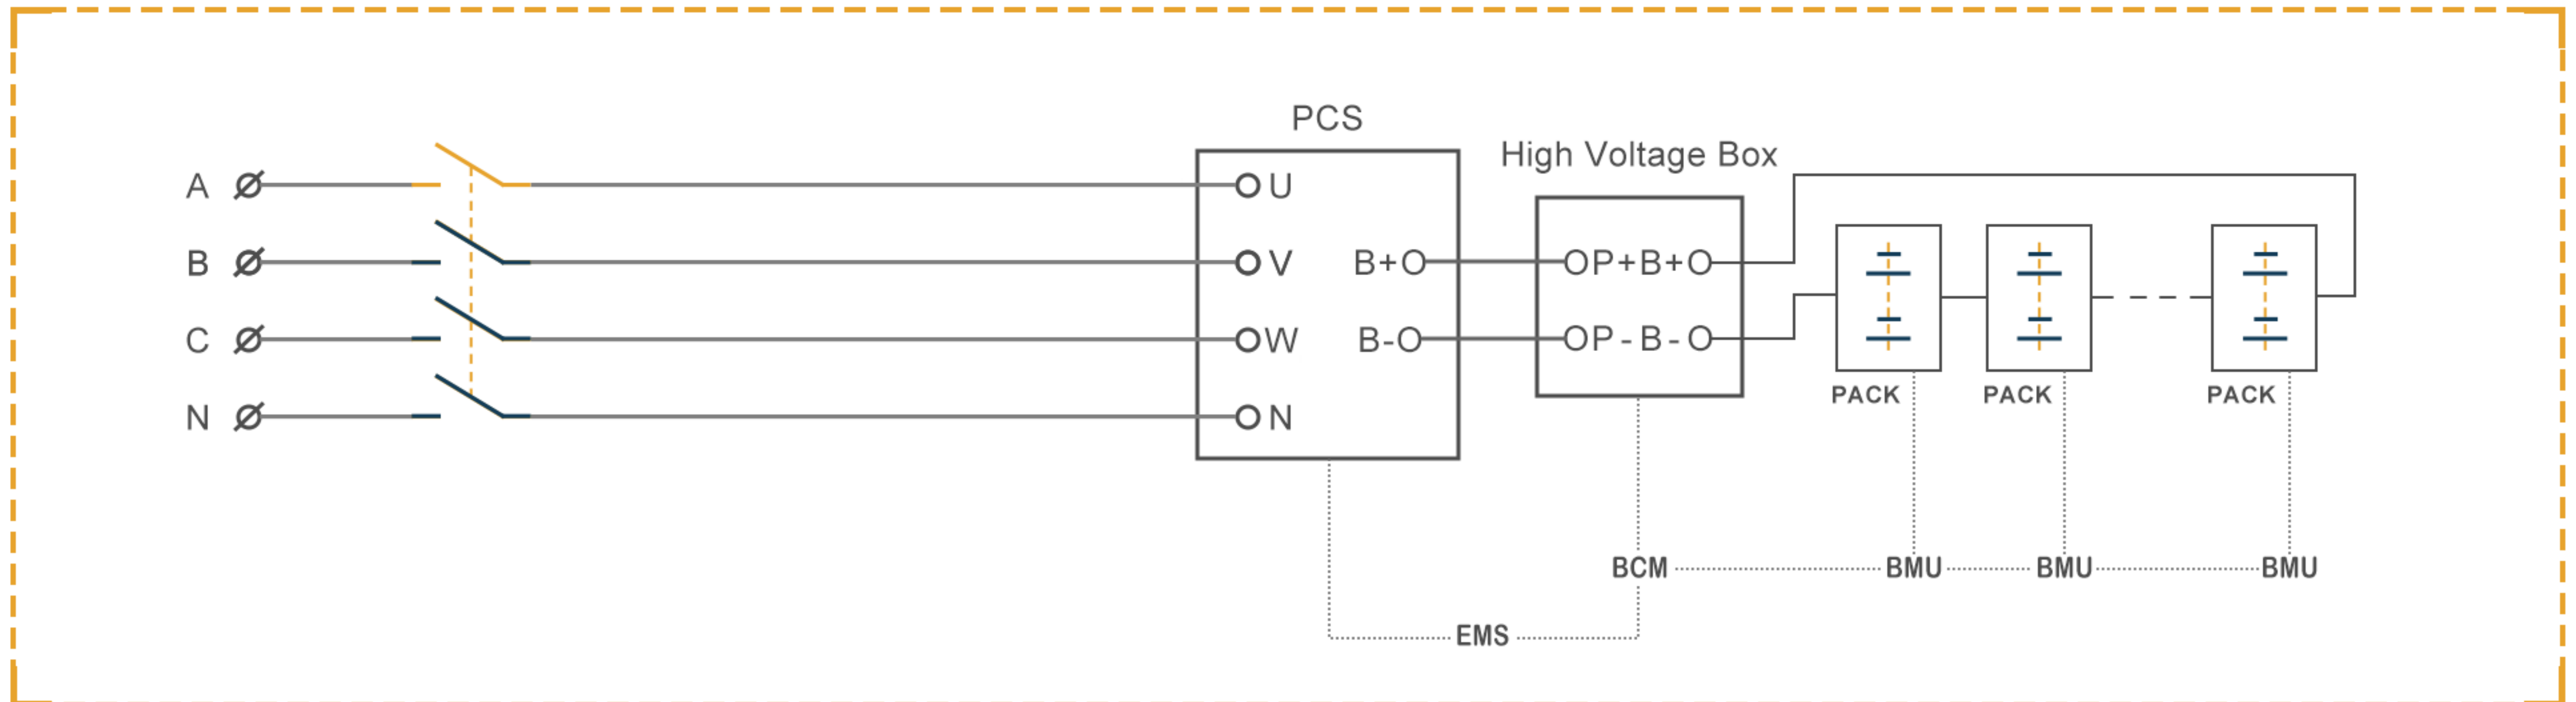 PCS
High Voltage Box
A
U
B
V
B+
P+B+
C
W
B-
P-B-
N
N
PACK
PACK
PACK
BCM
BMU
BMU
BMU
EMS